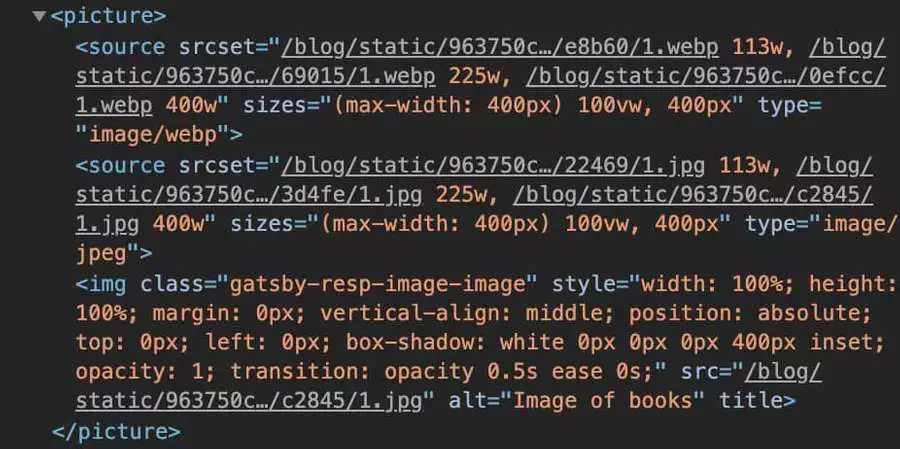 ▼<picture>
<source srcset="/blog/static/963750c…/e8b60/1.webp 113w, /blog/
static/963750c…/69015/1.webp 225w, /blog/static/963750c…/0efcc/
1.webp 400w" sizes="(max-width: 400px) 100vw, 400px" type=
"image/webp">
<source srcset="/blog/static/963750c…/22469/1.jpg 113w, /blog/
static/963750c…/3d4fe/1.jpg 225w, /blog/static/963750c…/c2845/
1.jpg 400w" sizes="(max-width: 400px) 100vw, 400px" type="image/
jpeg">
<img class="gatsby-resp-image-image" style="width: 100%; height:
100%; margin: 0px; vertical-align: middle; position: absolute;
top: 0px; left: 0px; box-shadow: white 0px 0px 0px 400px inset;
opacity: 1; transition: opacity 0.5s ease 0s;" src="/blog/
static/963750c…/c2845/1.jpg" alt="Image of books" title>
</picture>